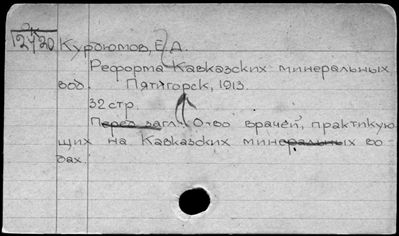 Курдюмов, Е. Д.
Реформа Кавказских минеральных
вод. Пятигорск, 1913.
32 стр.
Перед загл.: О-во врачей, практикую-
щих на Кавказских минеральных во-
дах.